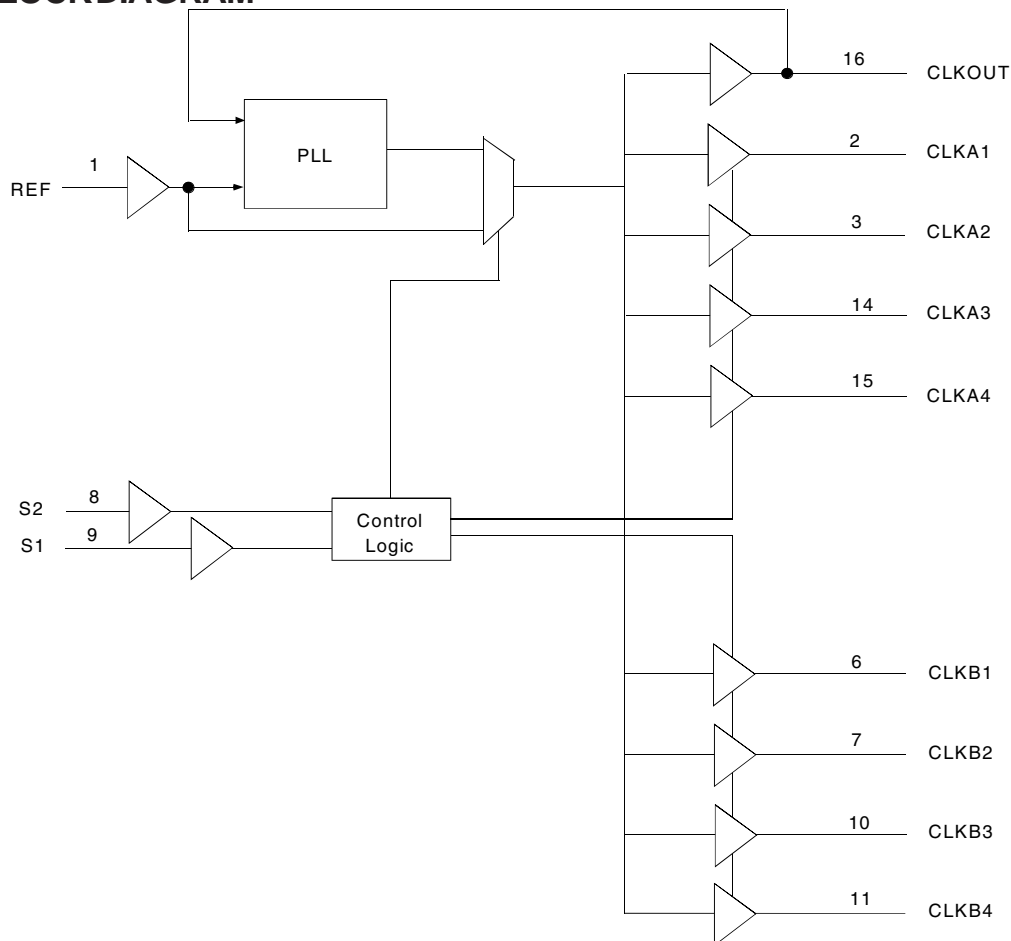 DIAGRAM
16
CLKOUT
PLL
1
REF
2
CLKA1
3
CLKA2
14
CLKA3
15
CLKA4
S2
8
S1
9
Control
Logic
6
CLKB1
7
CLKB2
10
CLKB3
11
CLKB4